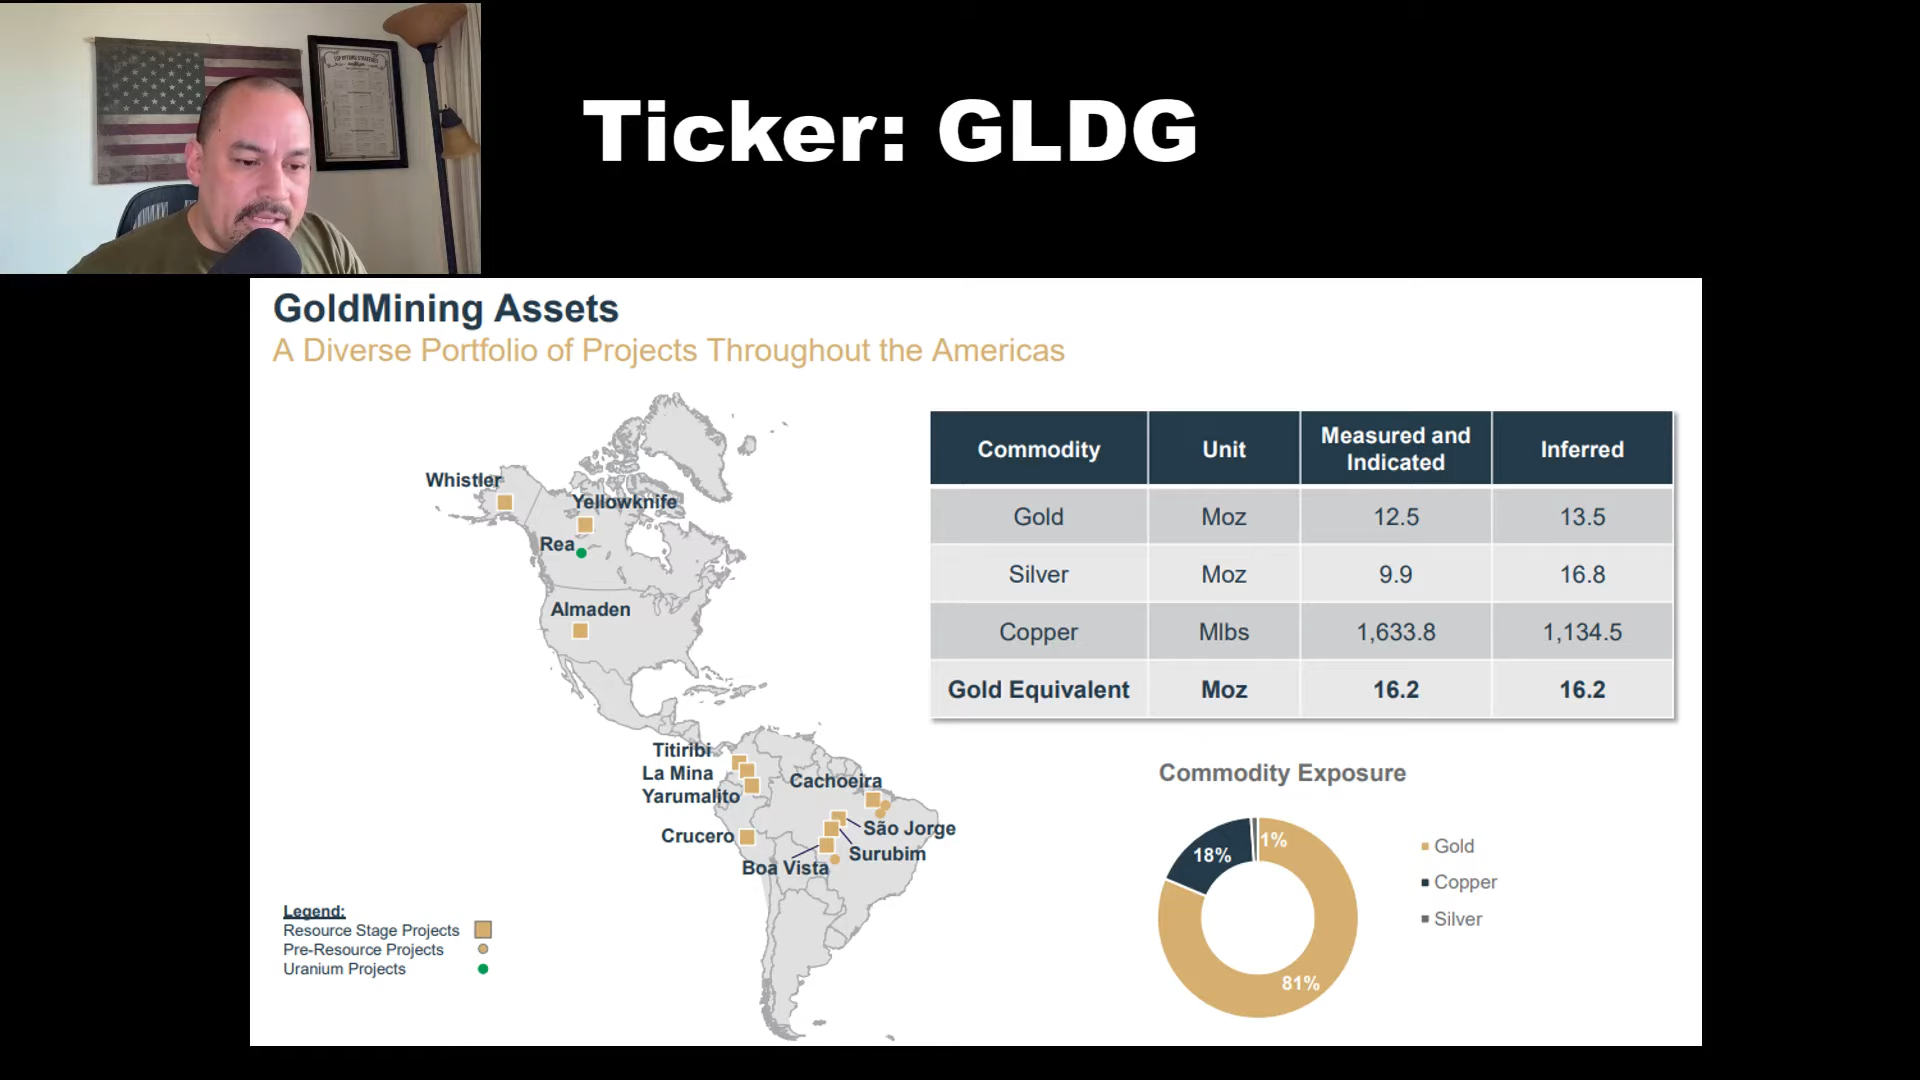 TOP OPTIONS STRATEGIES
Ticker: GLDG
GoldMining Assets
A Diverse Portfolio of Projects Throughout the Americas
Whistler
Yellowknife
Rea
Almaden
Titiribi
La Mina
Yarumalito
Cachoeira
Crucero
São Jorge
Surubim
Boa Vista
Legend:
Resource Stage Projects
Pre-Resource Projects
Uranium Projects
Commodity Unit Measured and Indicated Inferred
Gold Moz 12.5 13.5
Silver Moz 9.9 16.8
Copper Mlbs 1,633.8 1,134.5
Gold Equivalent Moz 16.2 16.2
Commodity Exposure
1%
18%
81%
Gold
Copper
Silver